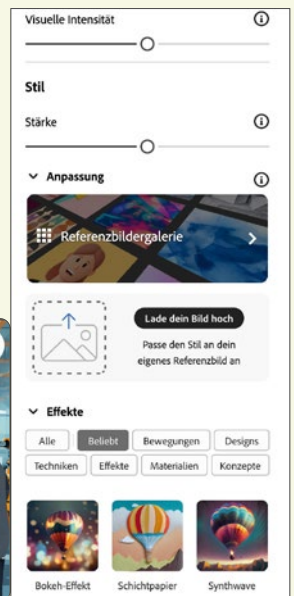 Visuelle Intensität
Stil
Stärke
Anpassung
Referenzbildergalerie
Lade dein Bild hoch
Passe den Stil an dein
eigenes Referenzbild an
Effekte
Alle Beliebt Bewegungen Designs
Techniken Effekte Materialien Konzepte
Bokeh-Effekt Schichtpapier Synthwave